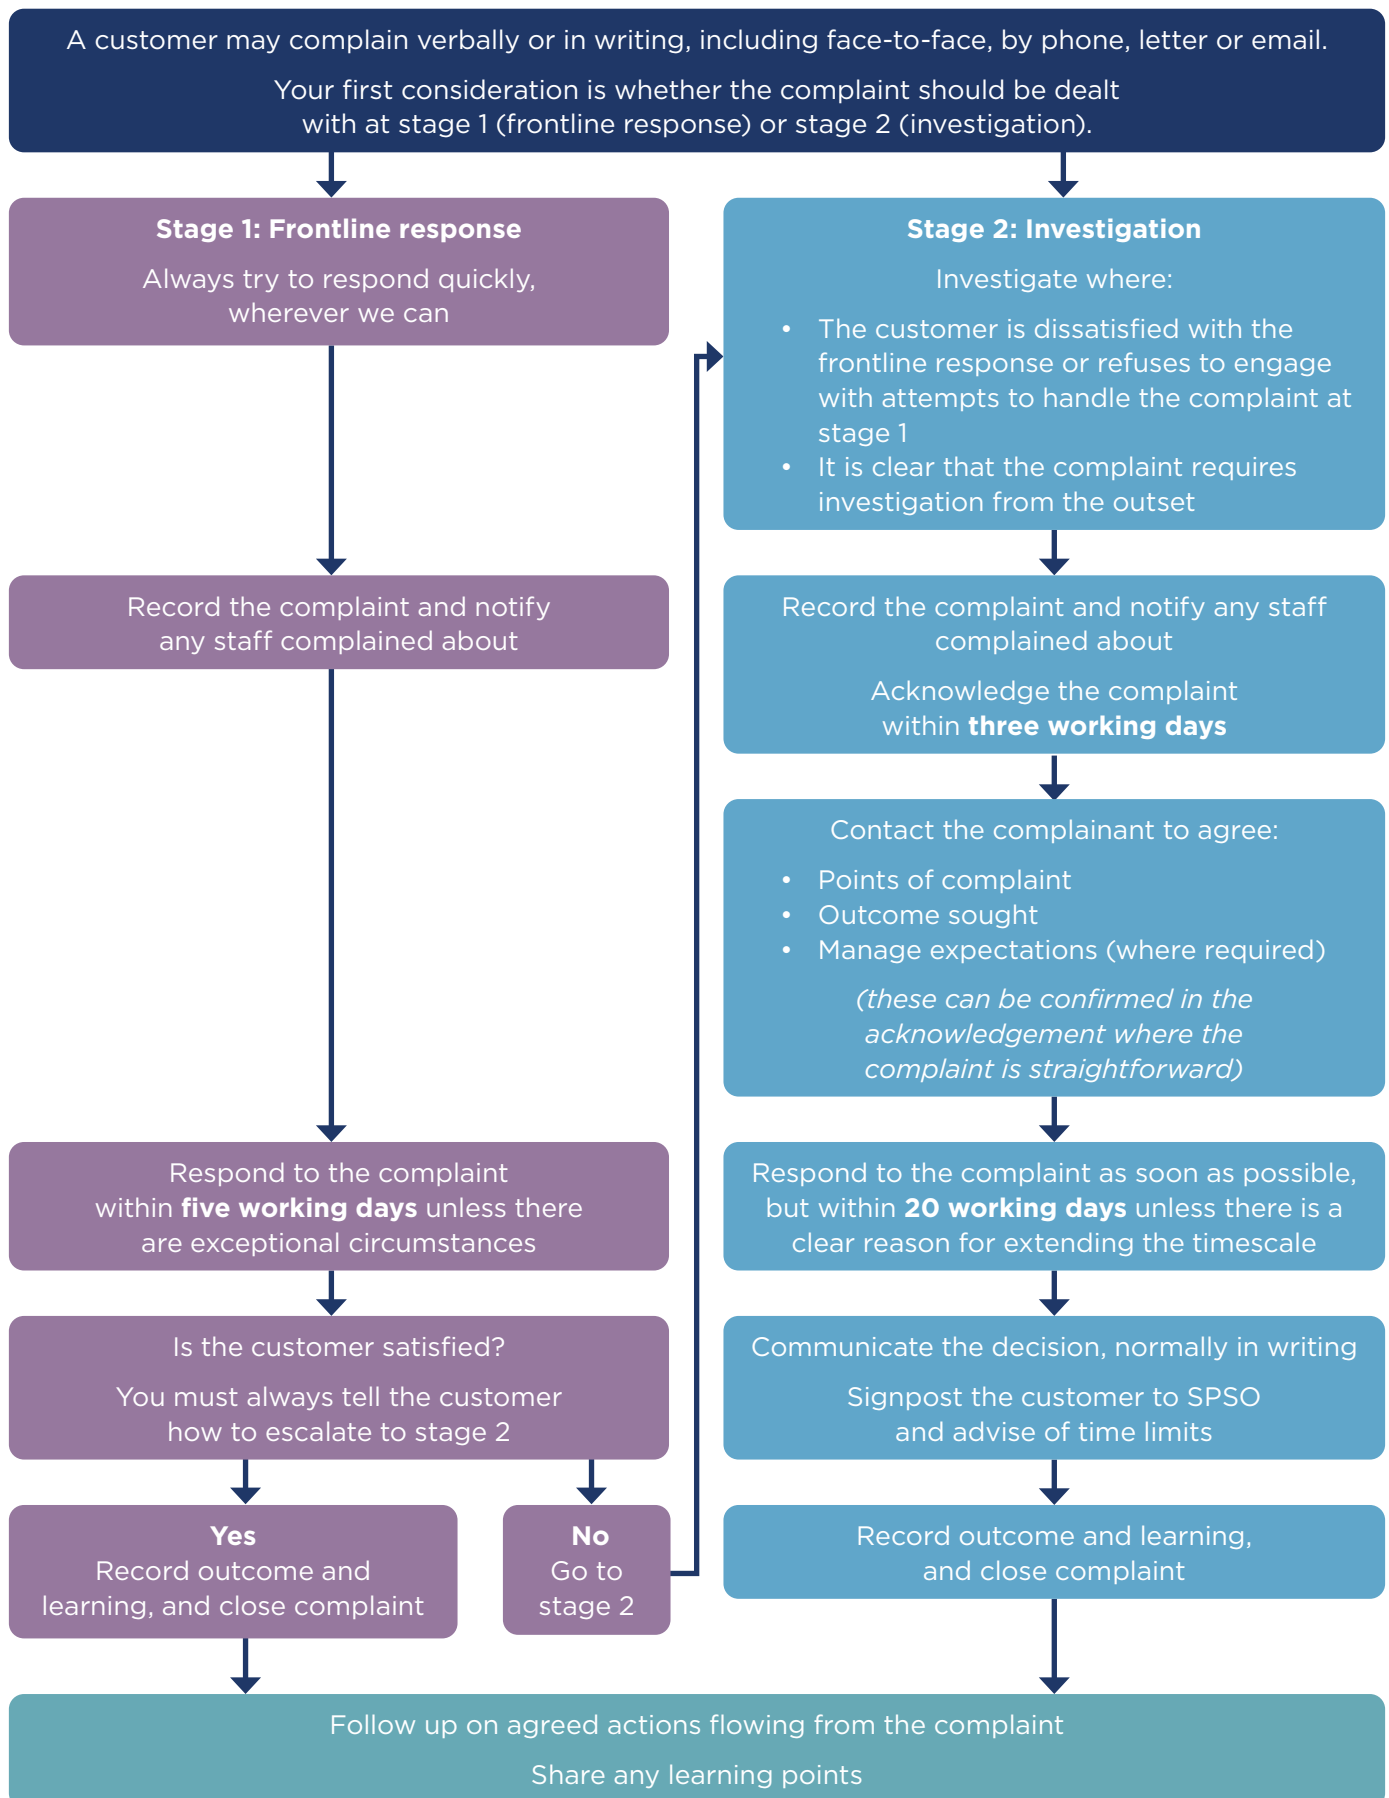 A customer may complain verbally or in writing, including face-to-face, by phone, letter or email.
Your first consideration is whether the complaint should be dealt
with at stage 1 (frontline response) or stage 2 (investigation).
Stage 1: Frontline response
Always try to respond quickly,
wherever we can
Record the complaint and notify
any staff complained about
Respond to the complaint
within five working days unless there
are exceptional circumstances
Is the customer satisfied?
You must always tell the customer
how to escalate to stage 2
Yes
Record outcome and
learning, and close complaint
No
Go to
stage 2
Stage 2: Investigation
Investigate where:
• The customer is dissatisfied with the
frontline response or refuses to engage
with attempts to handle the complaint at
stage 1
• It is clear that the complaint requires
investigation from the outset
Record the complaint and notify any staff
complained about
Acknowledge the complaint
within three working days
Contact the complainant to agree:
• Points of complaint
• Outcome sought
• Manage expectations (where required)
(these can be confirmed in the
acknowledgement where the
complaint is straightforward)
Respond to the complaint as soon as possible,
but within 20 working days unless there is a
clear reason for extending the timescale
Communicate the decision, normally in writing
Signpost the customer to SPSO
and advise of time limits
Record outcome and learning,
and close complaint
Follow up on agreed actions flowing from the complaint
Share any learning points